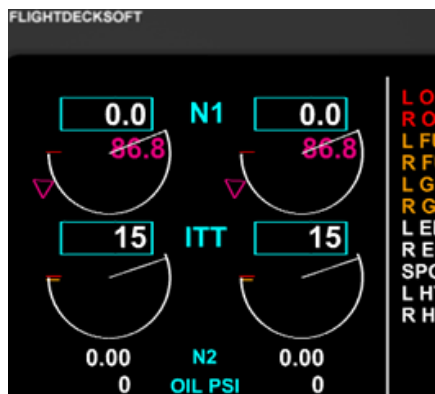 FLIGHTDECKSOFT
0.0 N1 0.0
86.8 86.8
15 ITT 15
0.00 N2 0.00
0 OIL PSI 0
L O
R O
L FU
R F
L G
R G
L E
R E
SPO
L H
R H